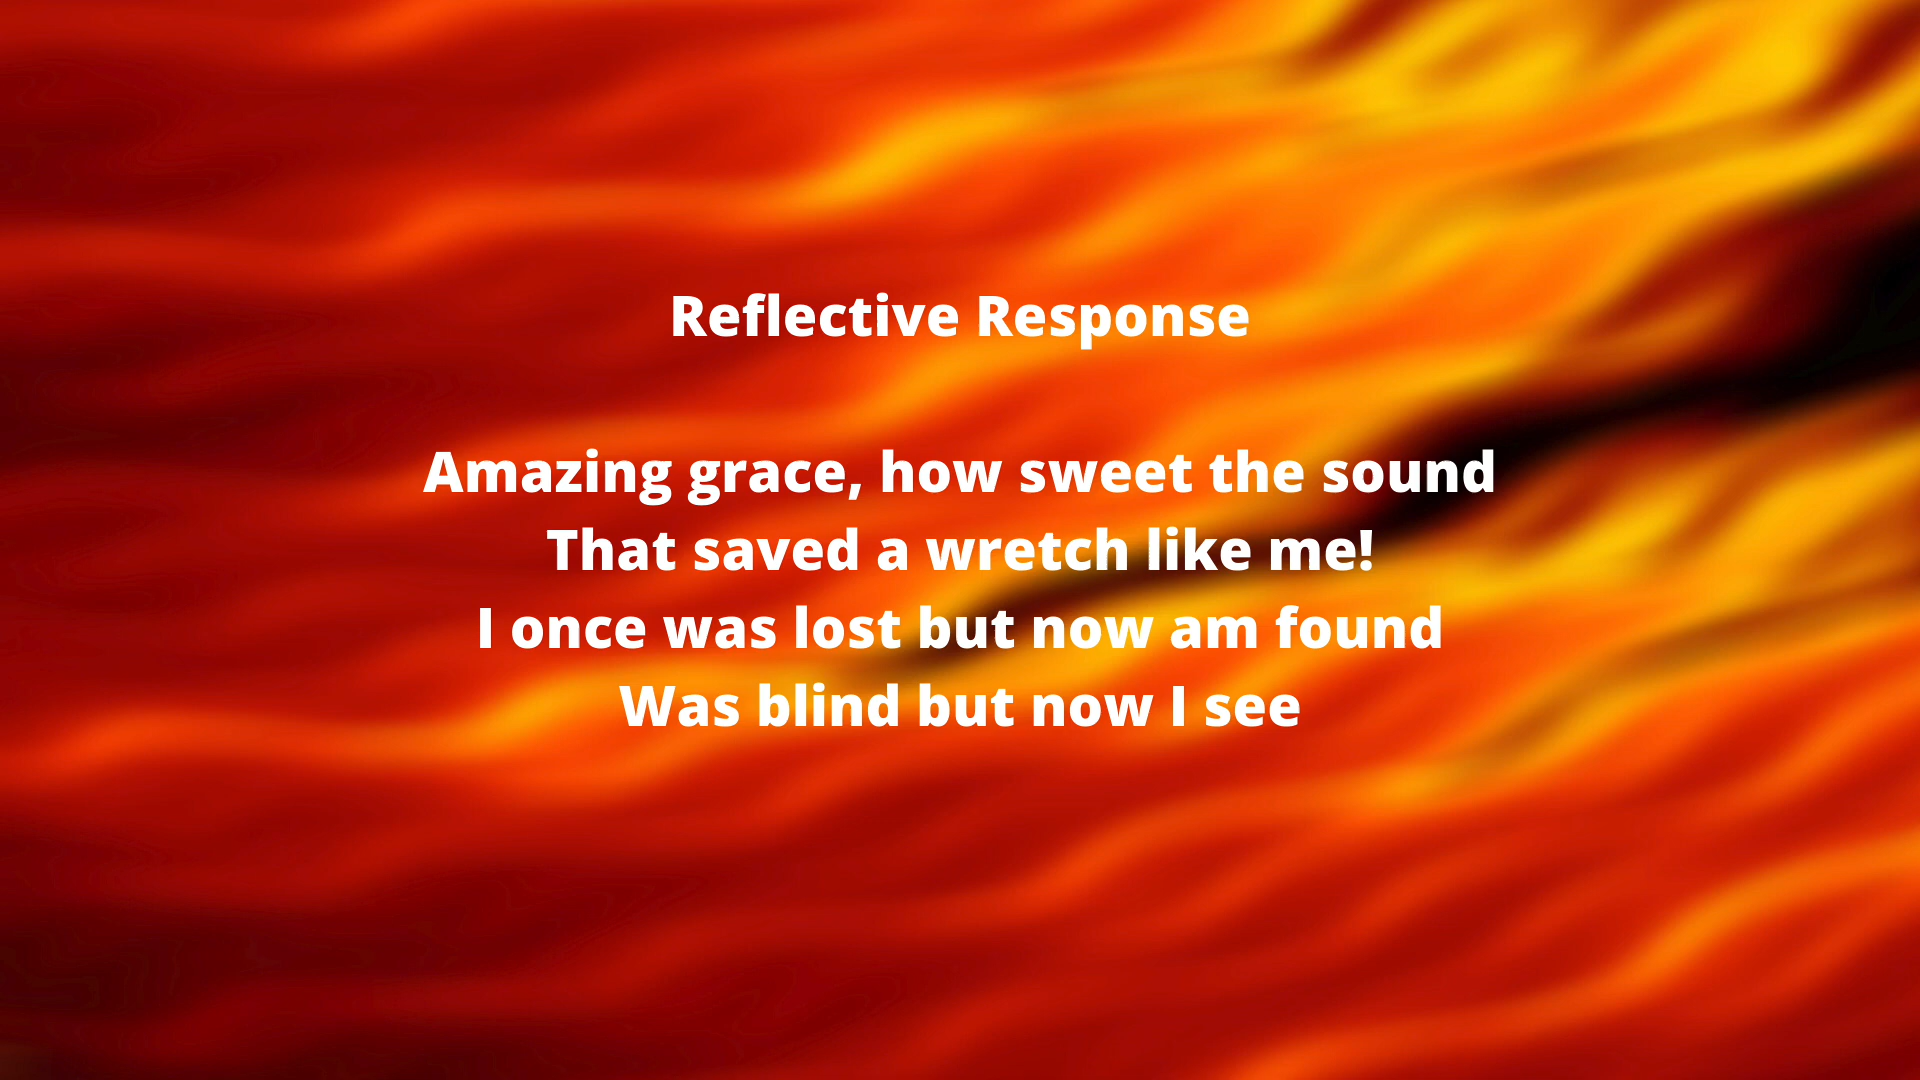 Reflective Response
Amazing grace, how sweet the sound
That saved a wretch like me!
I once was lost but now am found
Was blind but now I see